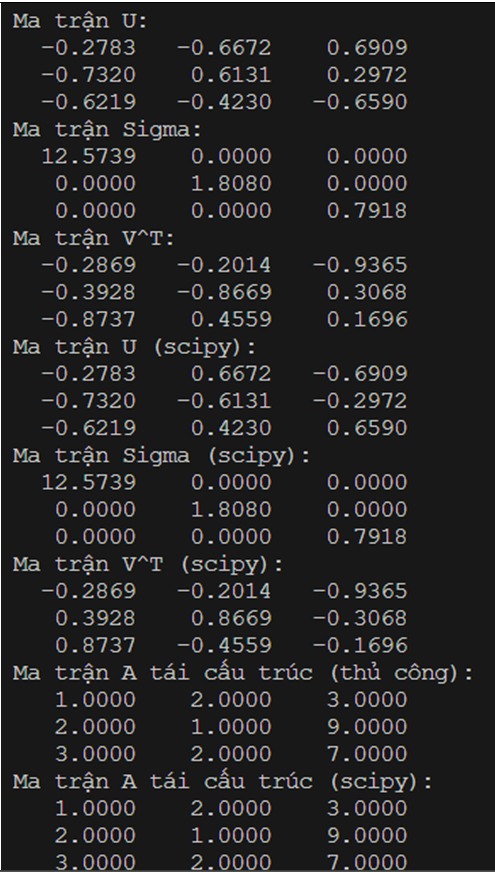 Ma trận U:
-0.2783 -0.6672 0.6909
-0.7320 0.6131 0.2972
-0.6219 -0.4230 -0.6590
Ma trận Sigma:
12.5739 0.0000 0.0000
0.0000 1.8080 0.0000
0.0000 0.0000 0.7918
Ma trận V^T:
-0.2869 -0.2014 -0.9365
-0.3928 -0.8669 0.3068
-0.8737 0.4559 0.1696
Ma trận U (scipy):
-0.2783 0.6672 -0.6909
-0.7320 -0.6131 -0.2972
-0.6219 0.4230 0.6590
Ma trận Sigma (scipy):
12.5739 0.0000 0.0000
0.0000 1.8080 0.0000
0.0000 0.0000 0.7918
Ma trận V^T (scipy):
-0.2869 -0.2014 -0.9365
0.3928 0.8669 -0.3068
0.8737 -0.4559 -0.1696
Ma trận A tái cấu trúc (thủ công):
1.0000 2.0000 3.0000
2.0000 1.0000 9.0000
3.0000 2.0000 7.0000
Ma trận A tái cấu trúc (scipy):
1.0000 2.0000 3.0000
2.0000 1.0000 9.0000
3.0000 2.0000 7.0000